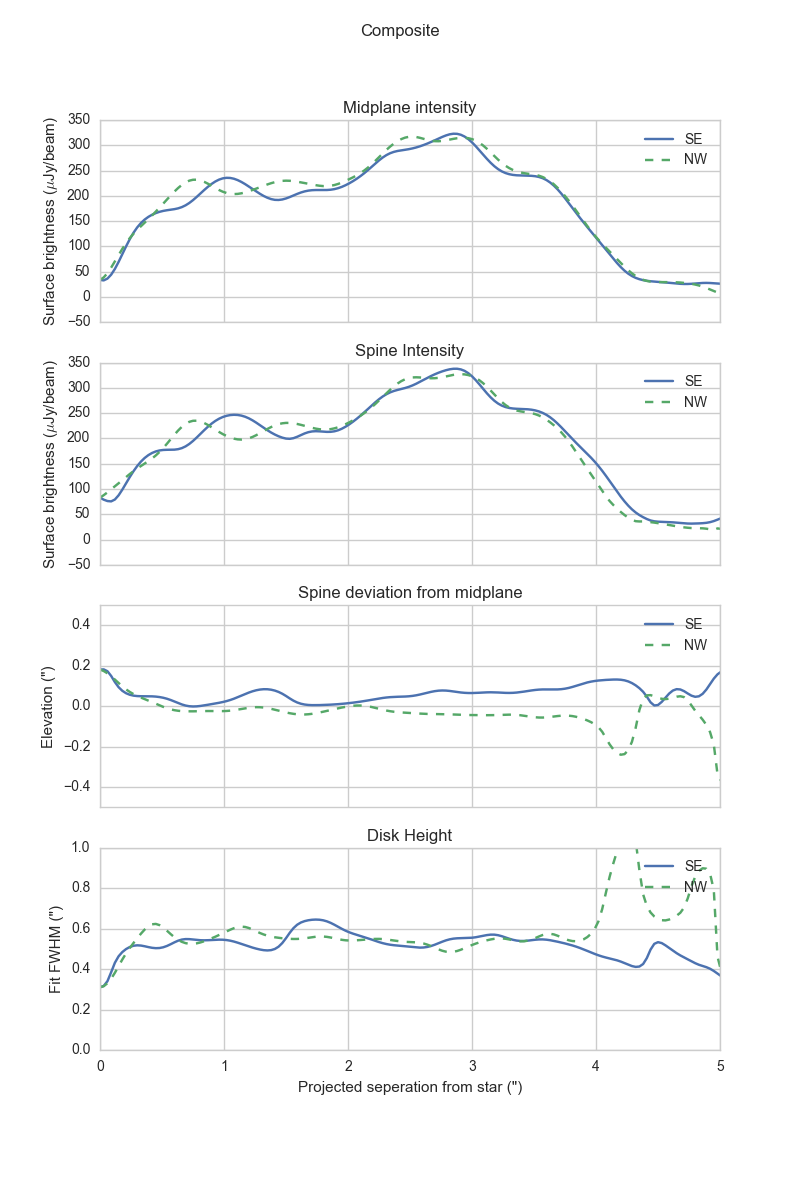 Composite
Midplane intensity
Surface brightness (μJy/beam)
350
300
250
200
150
100
50
0
−50
SE
NW
Spine Intensity
Surface brightness (μJy/beam)
350
300
250
200
150
100
50
0
−50
SE
NW
Spine deviation from midplane
Elevation (")
0.4
0.2
0.0
−0.2
−0.4
SE
NW
Disk Height
Fit FWHM (")
1.0
0.8
0.6
0.4
0.2
0.0
SE
NW
0 1 2 3 4 5
Projected seperation from star (")